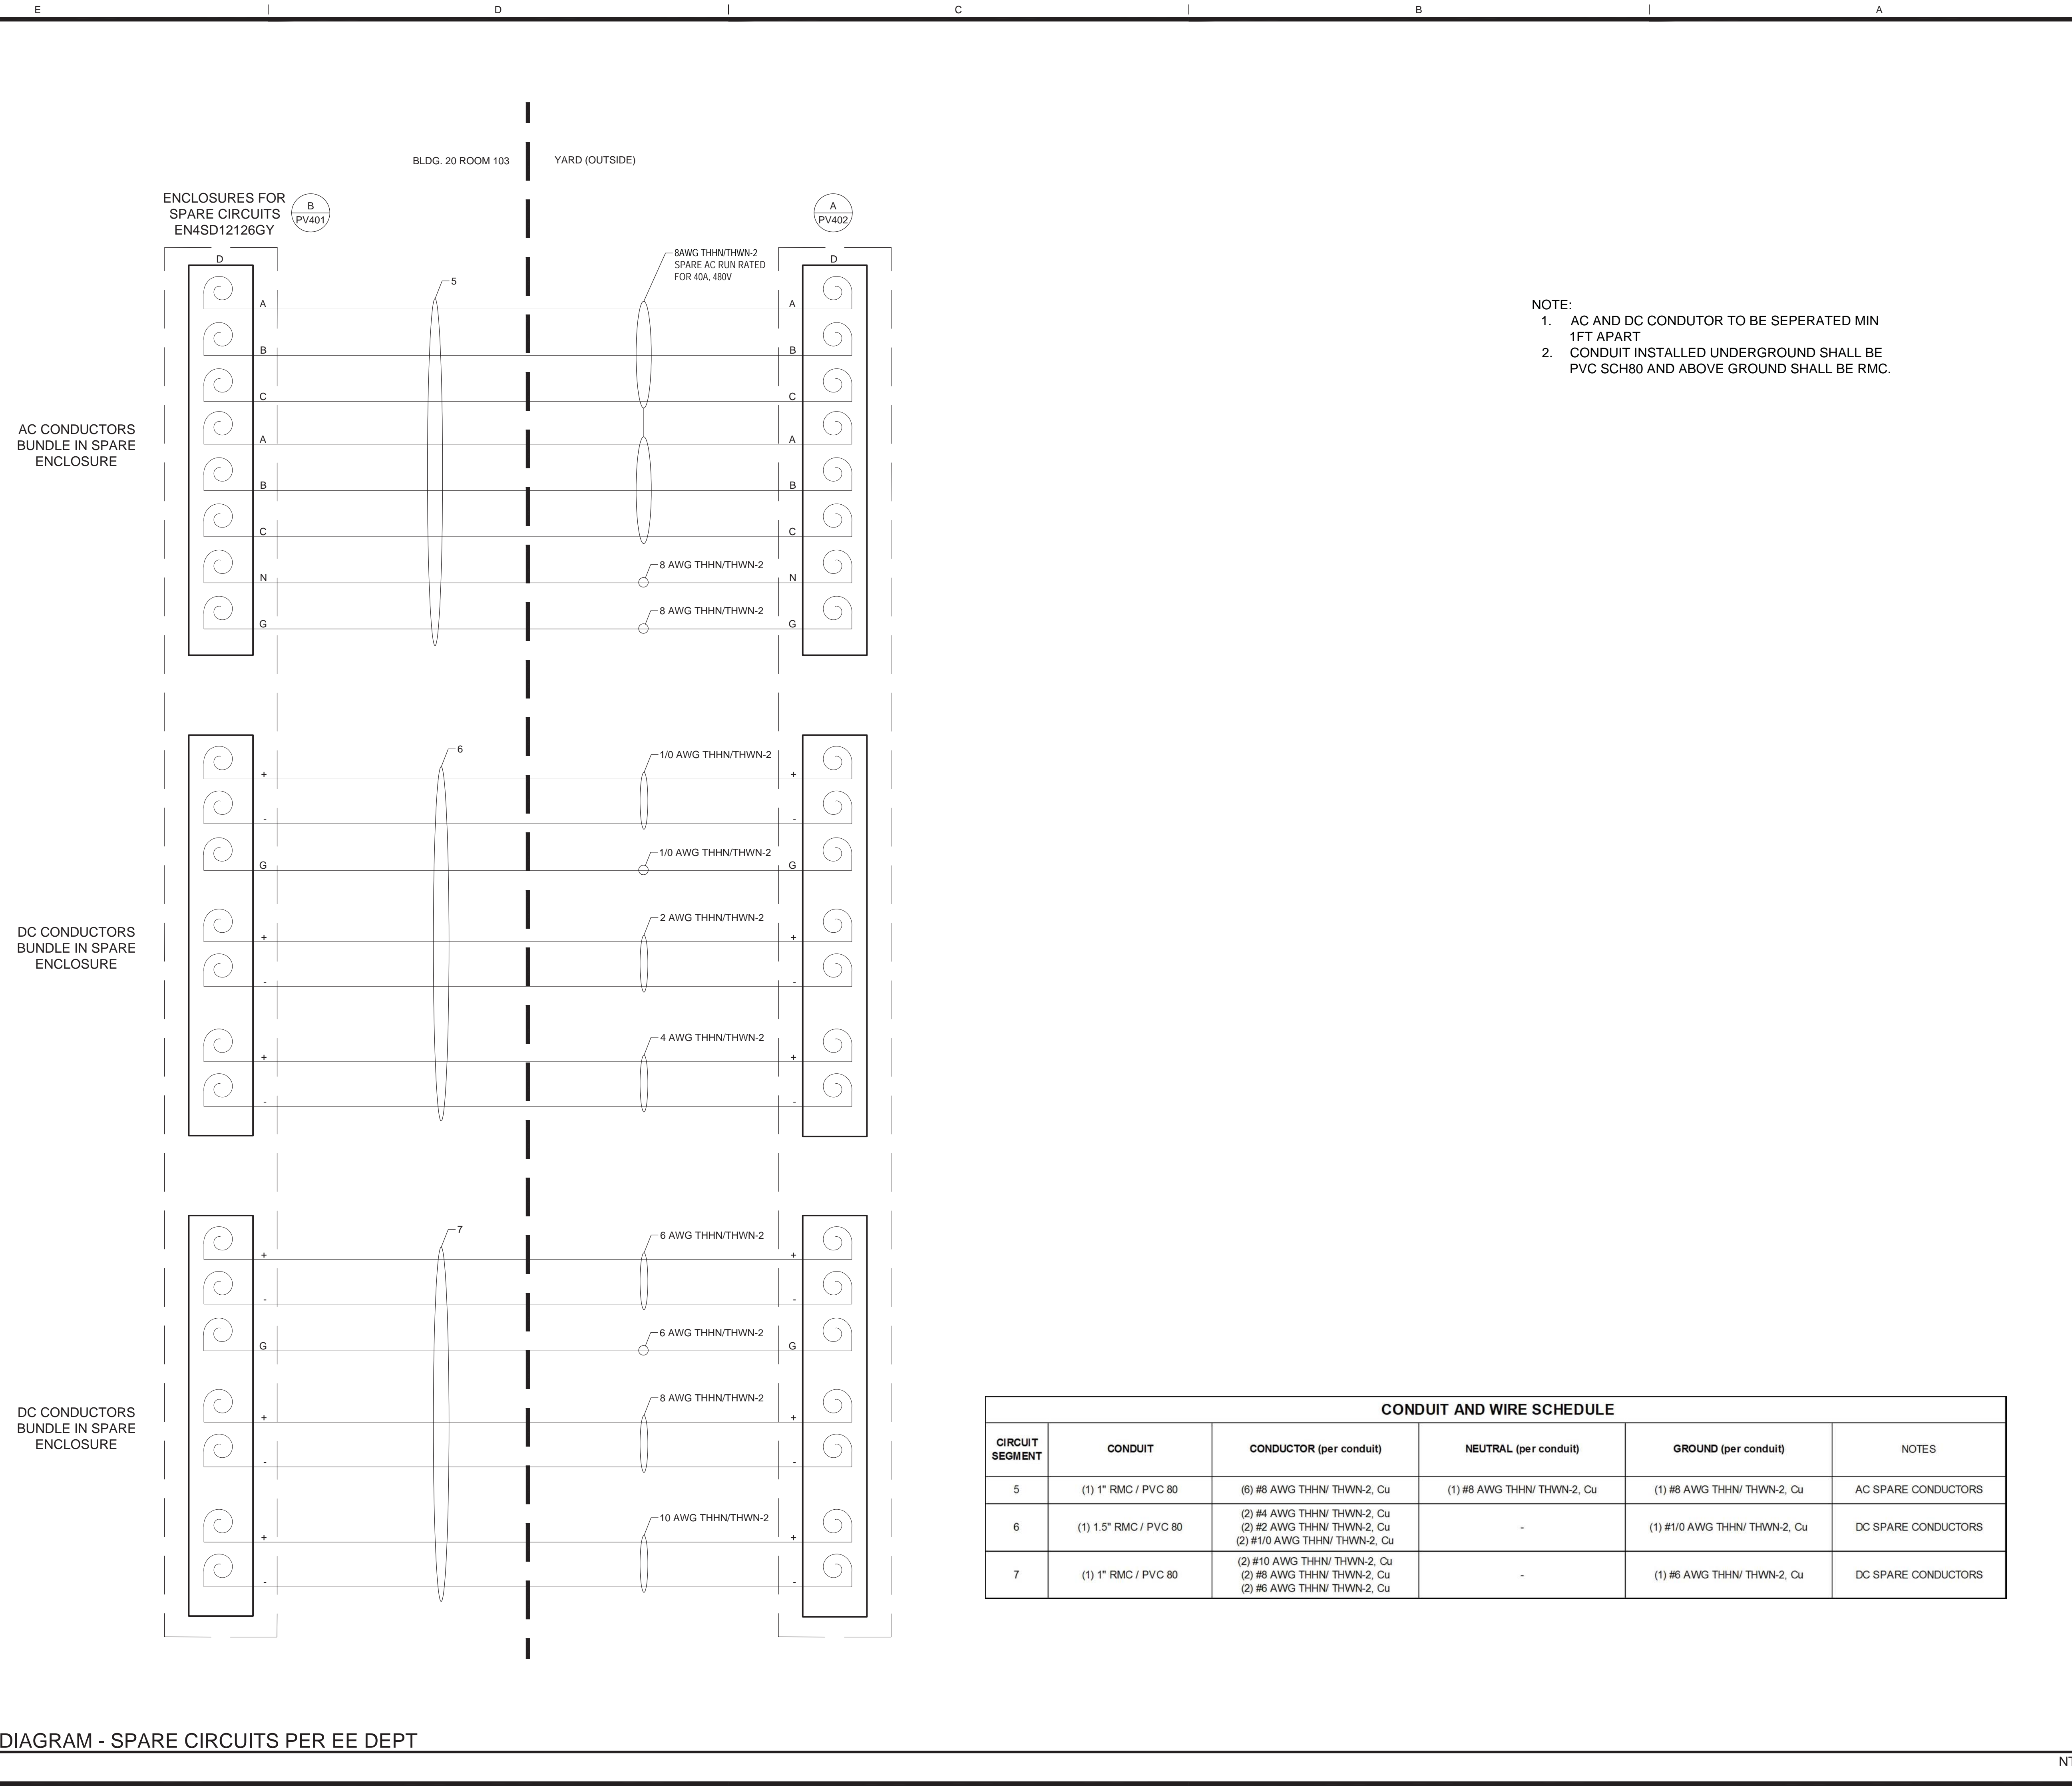 E
D
C
B
A
BLDG. 20 ROOM 103
YARD (OUTSIDE)
ENCLOSURES FOR
SPARE CIRCUITS
EN4SD12126GY
B
PV401
A
PV402
D
D
8AWG THHN/THWN-2
SPARE AC RUN RATED
FOR 40A, 480V
5
A
A
B
B
C
C
AC CONDUCTORS
BUNDLE IN SPARE
ENCLOSURE
A
A
B
B
C
C
8 AWG THHN/THWN-2
N
N
8 AWG THHN/THWN-2
G
G
NOTE:
1. AC AND DC CONDUTOR TO BE SEPERATED MIN
1FT APART
2. CONDUIT INSTALLED UNDERGROUND SHALL BE
PVC SCH80 AND ABOVE GROUND SHALL BE RMC.
6
1/0 AWG THHN/THWN-2
+
+
-
-
1/0 AWG THHN/THWN-2
G
G
DC CONDUCTORS
BUNDLE IN SPARE
ENCLOSURE
2 AWG THHN/THWN-2
+
+
-
-
4 AWG THHN/THWN-2
+
+
-
-
7
6 AWG THHN/THWN-2
+
+
-
-
6 AWG THHN/THWN-2
G
G
DC CONDUCTORS
BUNDLE IN SPARE
ENCLOSURE
8 AWG THHN/THWN-2
+
+
-
-
10 AWG THHN/THWN-2
+
+
-
-
CONDUIT AND WIRE SCHEDULE
CIRCUIT
SEGMENT
CONDUIT
CONDUCTOR (per conduit)
NEUTRAL (per conduit)
GROUND (per conduit)
NOTES
5
(1) 1" RMC / PVC 80
(6) #8 AWG THHN/ THWN-2, Cu
(1) #8 AWG THHN/ THWN-2, Cu
(1) #8 AWG THHN/ THWN-2, Cu
AC SPARE CONDUCTORS
6
(1) 1.5" RMC / PVC 80
(2) #4 AWG THHN/ THWN-2, Cu
(2) #2 AWG THHN/ THWN-2, Cu
(2) #1/0 AWG THHN/ THWN-2, Cu
-
(1) #1/0 AWG THHN/ THWN-2, Cu
DC SPARE CONDUCTORS
7
(1) 1" RMC / PVC 80
(2) #10 AWG THHN/ THWN-2, Cu
(2) #8 AWG THHN/ THWN-2, Cu
(2) #6 AWG THHN/ THWN-2, Cu
-
(1) #6 AWG THHN/ THWN-2, Cu
DC SPARE CONDUCTORS
DIAGRAM - SPARE CIRCUITS PER EE DEPT